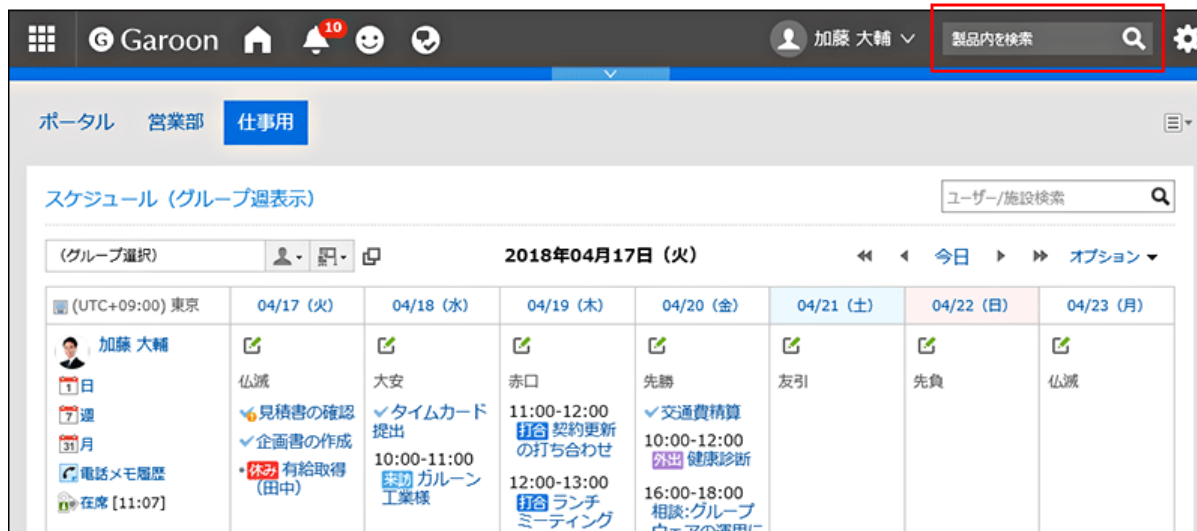 Garoon 10 加藤 大輔 製品内を検索
ポータル 営業部 仕事用
スケジュール（グループ週表示） ユーザー/施設検索
（グループ選択） 2018年04月17日（火） 今日 オプション
(UTC+09:00) 東京 04/17（火） 04/18（水） 04/19（木） 04/20（金） 04/21（土） 04/22（日） 04/23（月）
加藤 大輔
1日
7週
31月
電話メモ履歴
在席 [11:07]
仏滅
見積書の確認
企画書の作成
休み 有給取得
（田中）
大安
タイムカード
提出
10:00-11:00
来訪 ガルーン
工業様
赤口
11:00-12:00
打合 契約更新
の打ち合わせ
12:00-13:00
打合 ランチ
ミーティング
先勝
交通費精算
10:00-12:00
外出 健康診断
16:00-18:00
相談:グループ
ウェアの運用に
友引
先負
仏滅